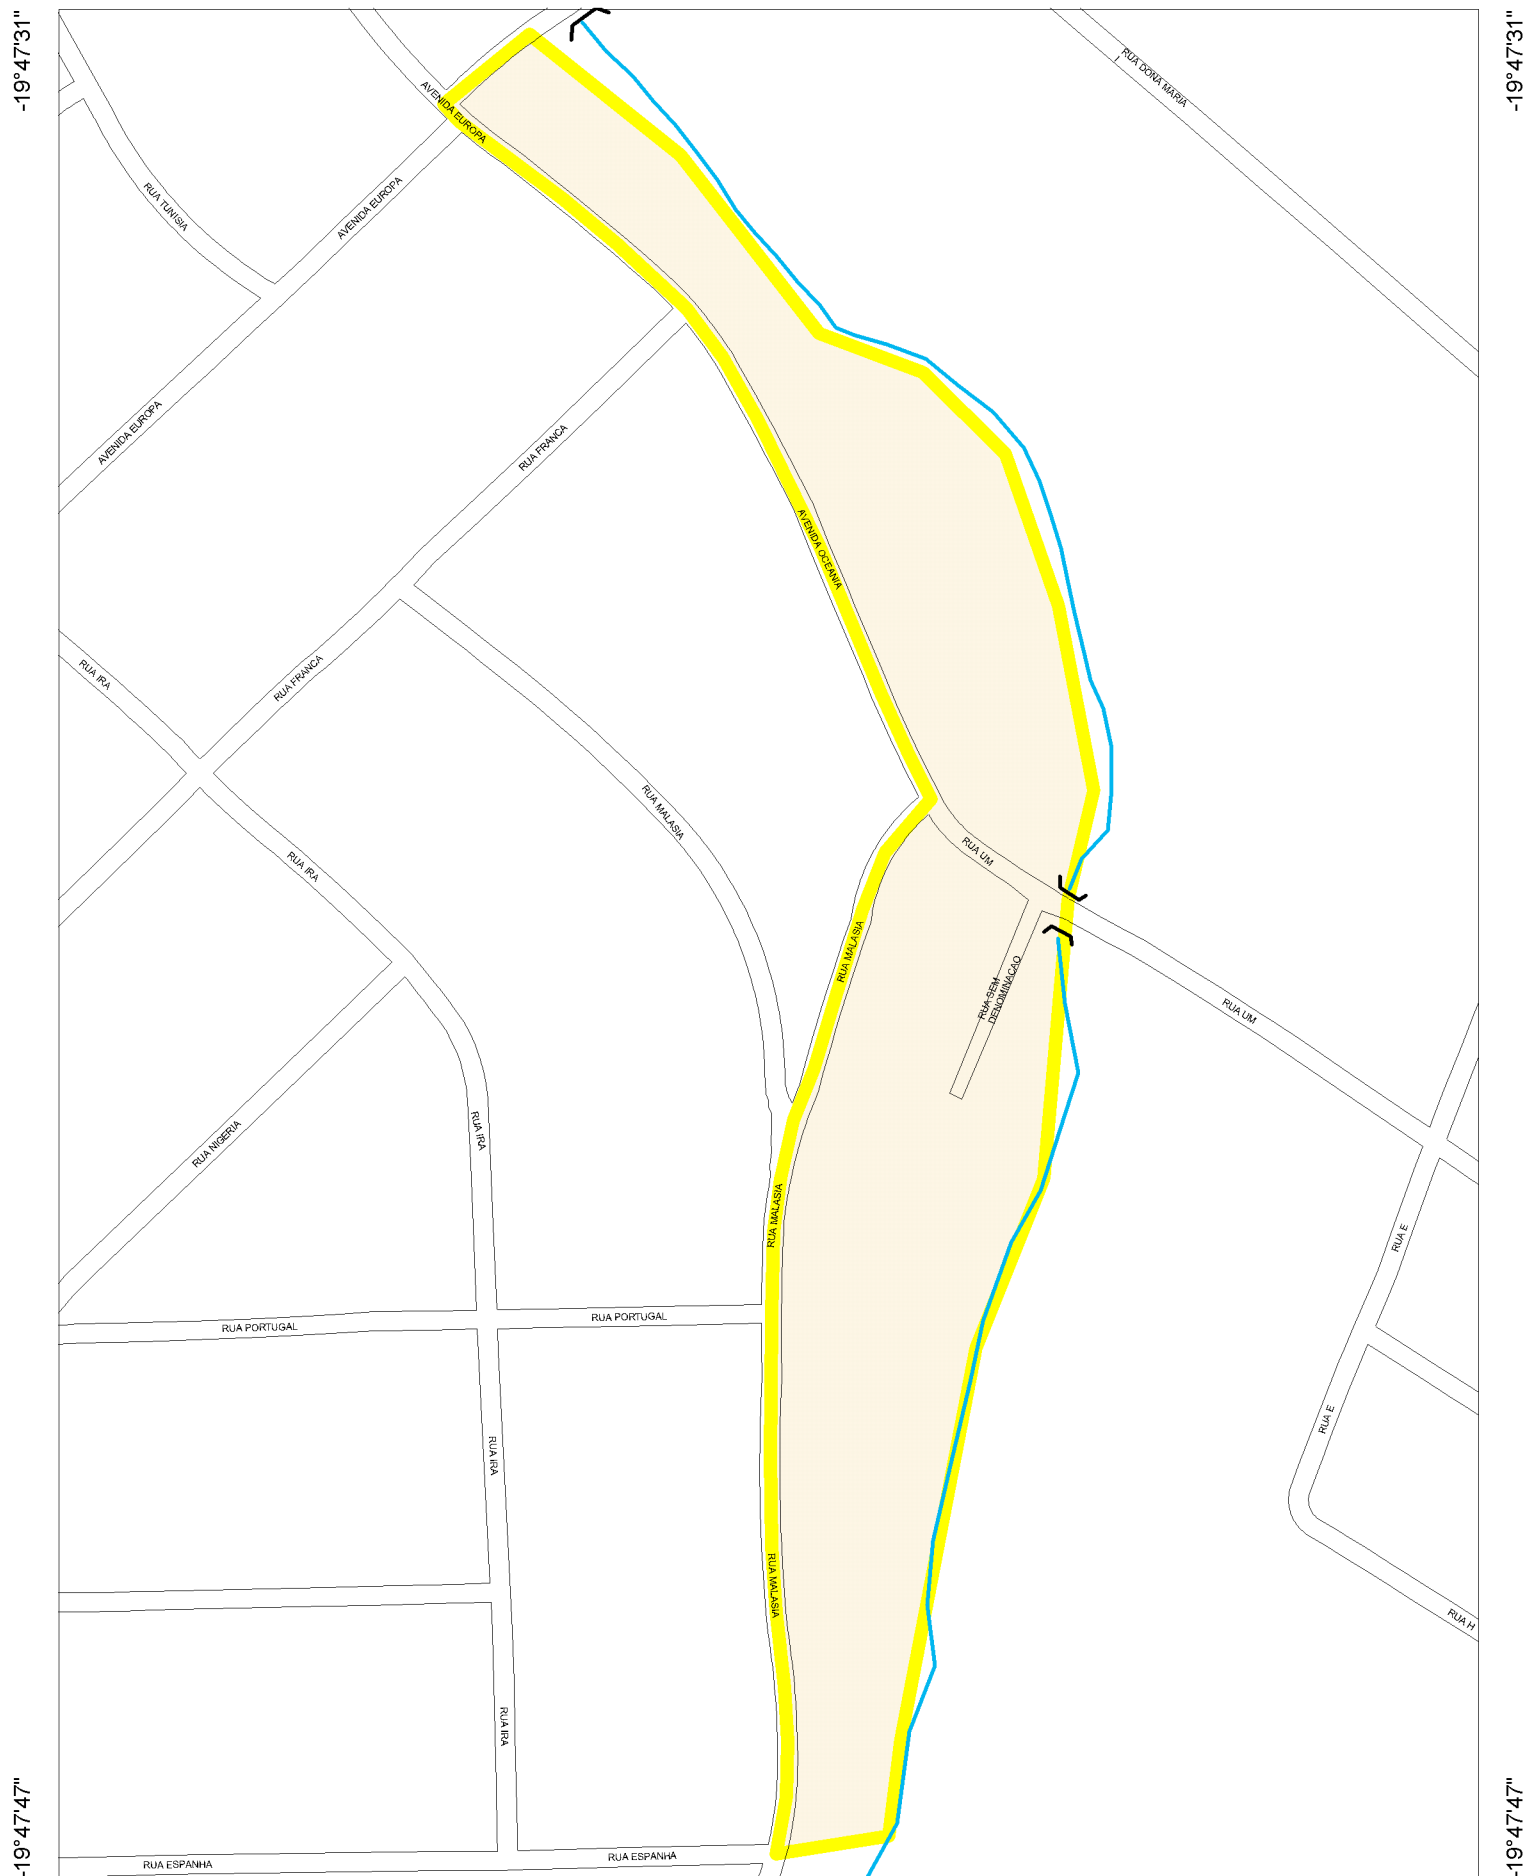 -19°47'31"
-19°47'31"
RUA DONA MARIA
AVENIDA EUROPA
RUA TUNISIA
AVENIDA EUROPA
AVENIDA EUROPA
RUA FRANCA
AVENIDA OCEANIA
RUA IRA
RUA FRANCA
RUA MALASIA
RUA IRA
RUA UM
RUA MALASIA
RUA SEM
DENOMINACAO
RUA UM
RUA NIGERIA
RUA IRA
RUA MALASIA
RUA E
RUA PORTUGAL
RUA PORTUGAL
RUA E
RUA IRA
RUA MALASIA
RUA H
RUA IRA
-19°47'47"
-19°47'47"
RUA ESPANHA
RUA ESPANHA